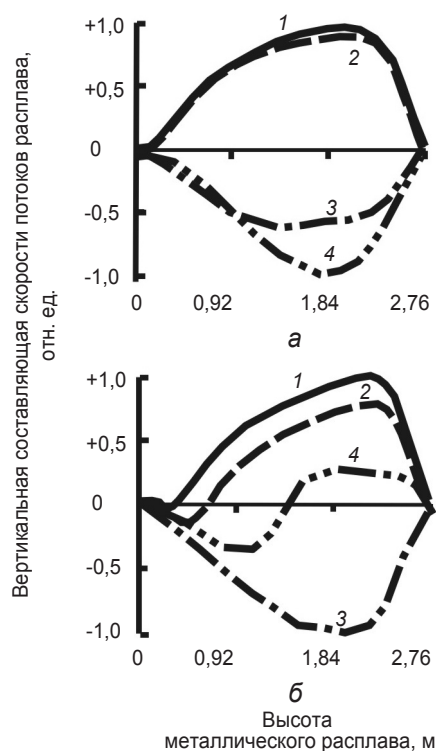 Вертикальная составляющая скорости потоков расплава,
отн. ед.
+1,0
+0,5
0
-0,5
-1,0
1
2
3
4
0 0,92 1,84 2,76
а
+1,0
+0,5
0
-0,5
-1,0
1
2
4
3
0 0,92 1,84 2,76
б
Высота
металлического расплава, м